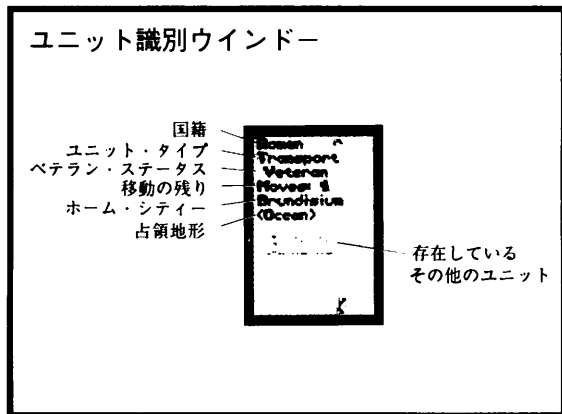 ユニット識別ウインドー
国籍
ユニット・タイプ
ベテラン・ステータス
移動の残り
ホーム・シティー
占領地形
Roman
Transport
Veteran
Moves:
Brundisium
(Ocean)
存在している
その他のユニット